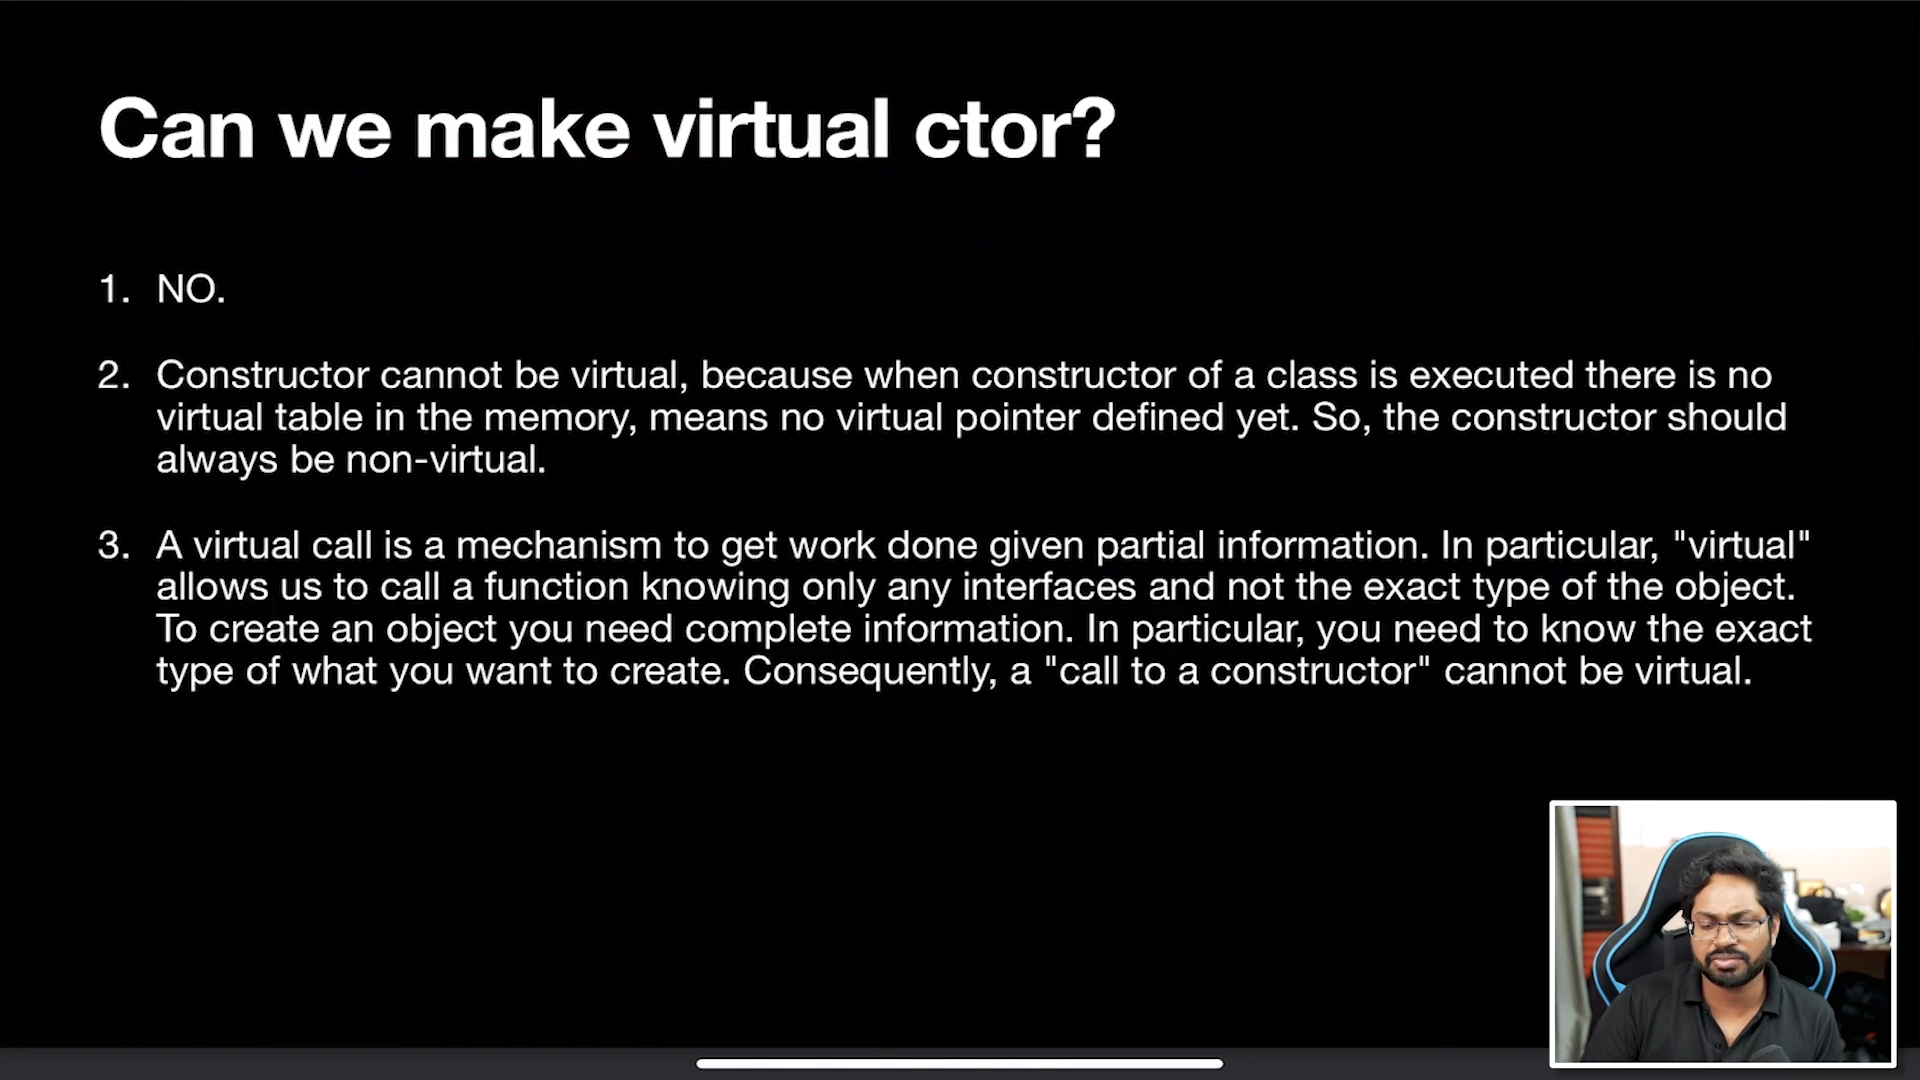 Can we make virtual ctor?
1. NO.
2. Constructor cannot be virtual, because when constructor of a class is executed there is no
virtual table in the memory, means no virtual pointer defined yet. So, the constructor should
always be non-virtual.
3. A virtual call is a mechanism to get work done given partial information. In particular, "virtual"
allows us to call a function knowing only any interfaces and not the exact type of the object.
To create an object you need complete information. In particular, you need to know the exact
type of what you want to create. Consequently, a "call to a constructor" cannot be virtual.